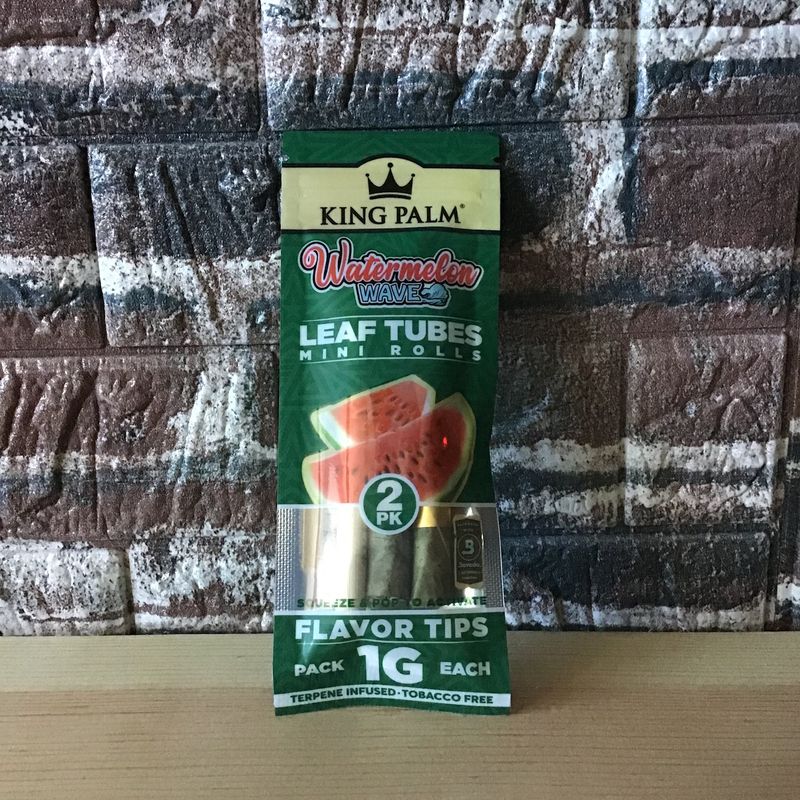 KING PALM®
Watermelon
WAVE
LEAF TUBES
MINI ROLLS
2
PK
B
Boveda
SQUEEZE & POP TO ACTIVATE
FLAVOR TIPS
PACK 1G EACH
TERPENE INFUSED • TOBACCO FREE